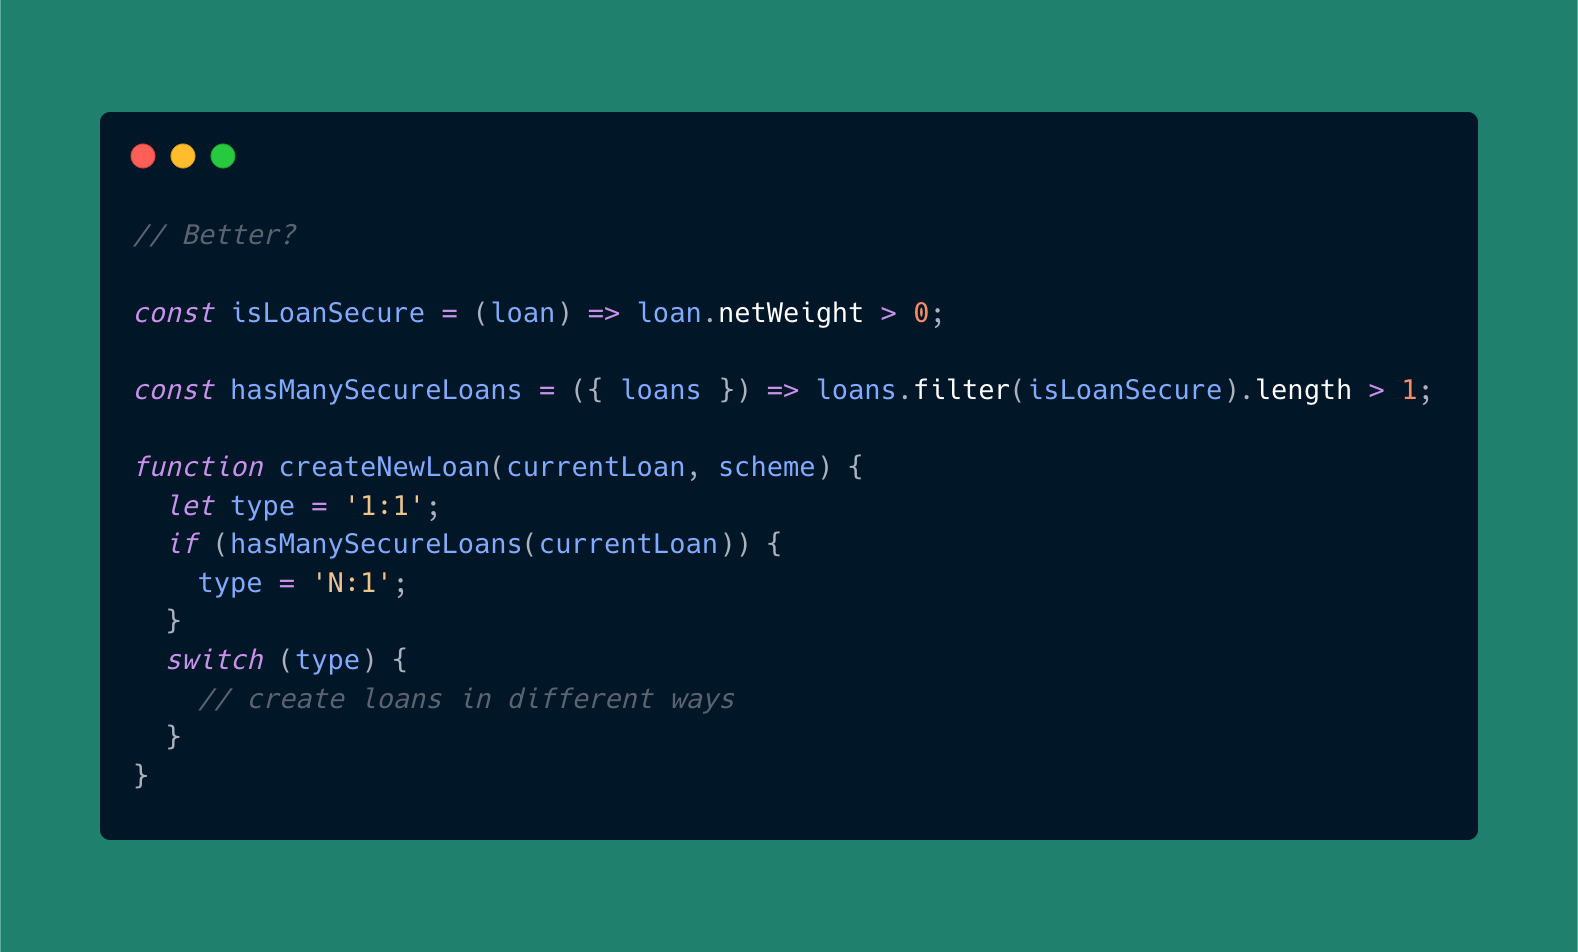 // Better?
const isLoanSecure = (loan) => loan.netWeight > 0;
const hasManySecureLoans = ({ loans }) => loans.filter(isLoanSecure).length > 1;
function createNewLoan(currentLoan, scheme) {
  let type = '1:1';
  if (hasManySecureLoans(currentLoan)) {
    type = 'N:1';
  }
  switch (type) {
    // create loans in different ways
  }
}